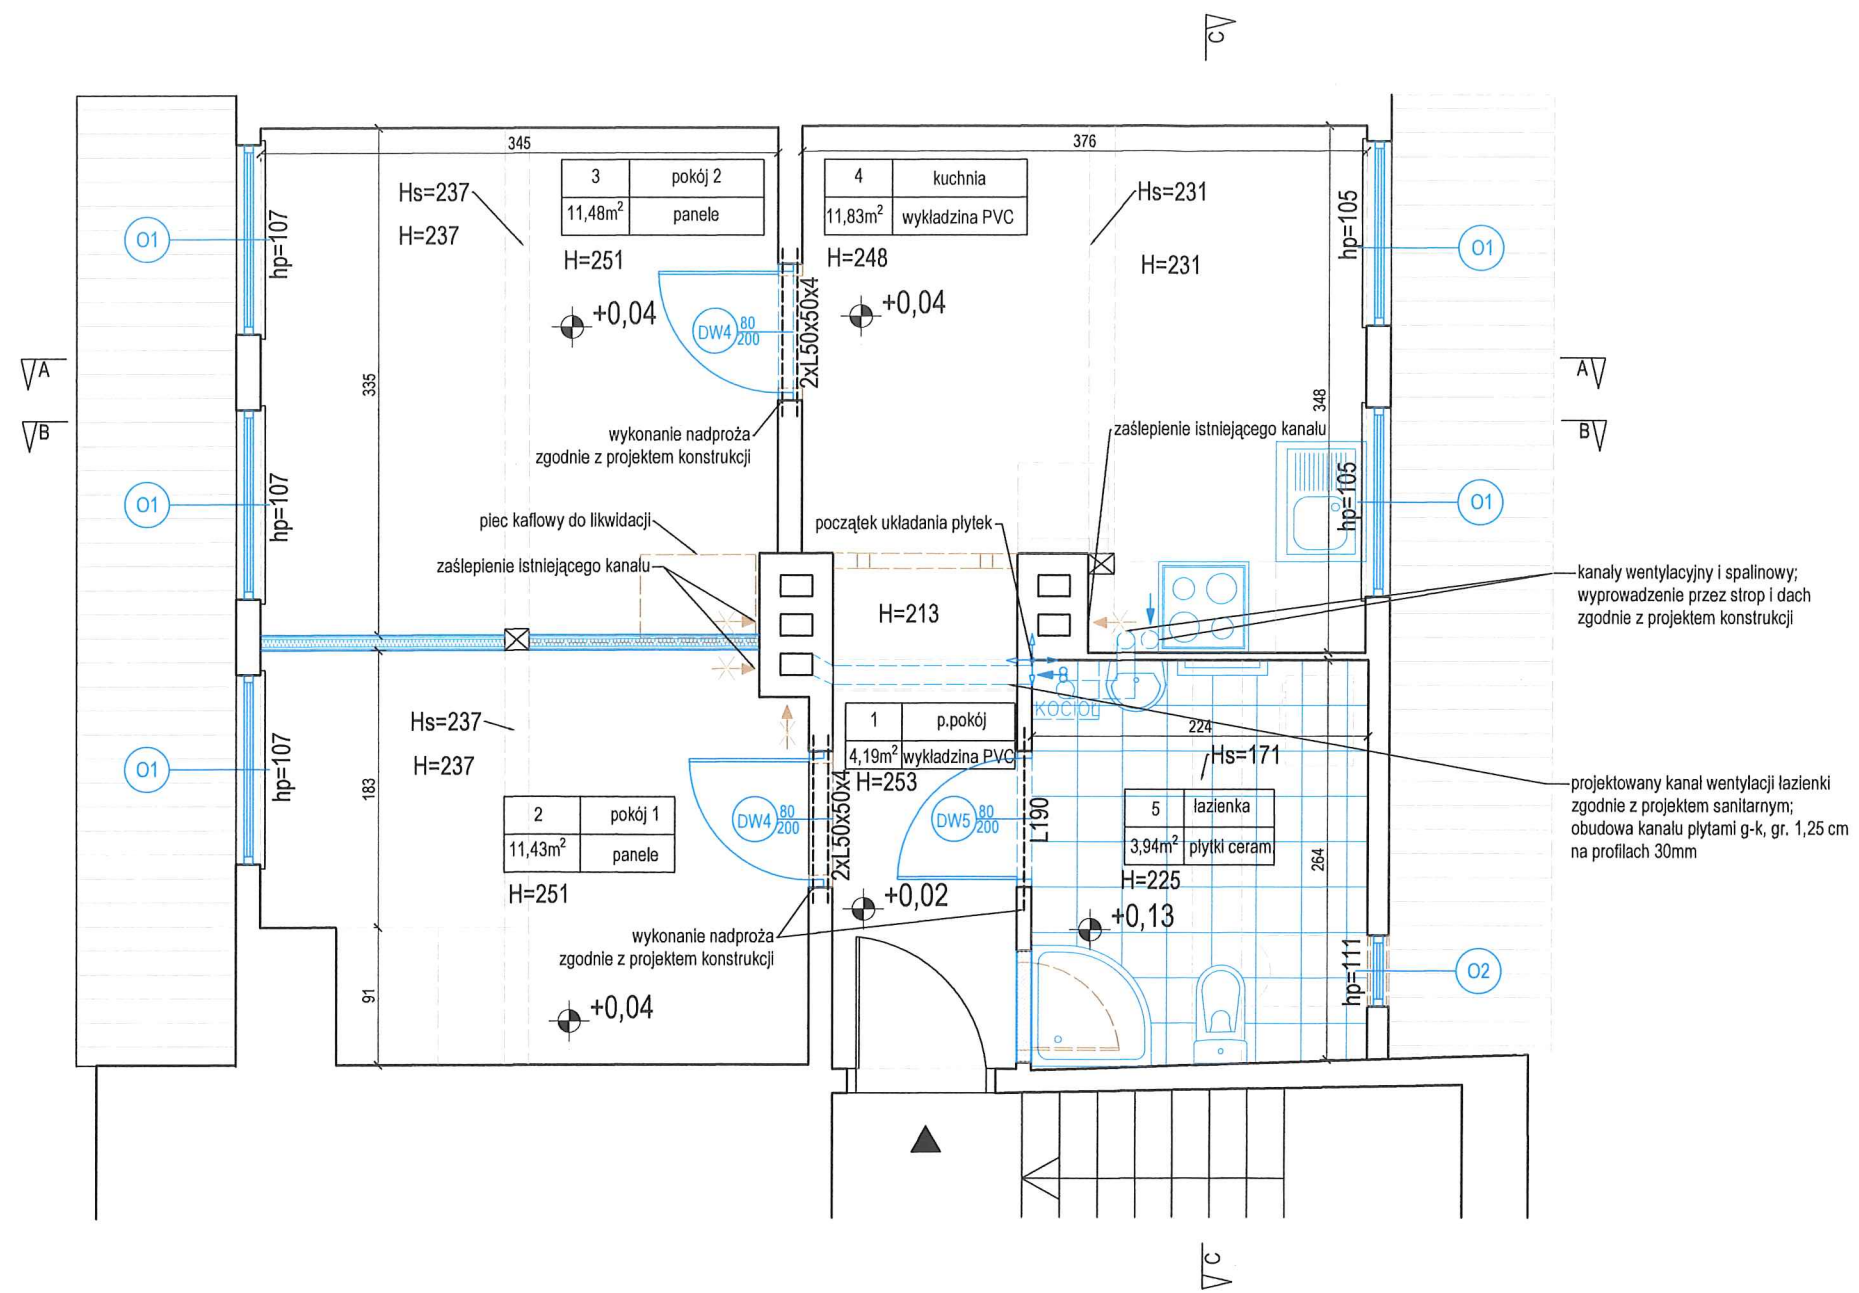 C
345
376
3 pokój 2
11,48m² panele
4 kuchnia
11,83m² wykładzina PVC
Hs=237
H=237
H=251
+0,04
H=248
+0,04
Hs=231
H=231
O1
hp=107
hp=105
O1
DW4 80
200
2xL50x50x4
335
348
A
A
B
B
wykonanie nadproża
zgodnie z projektem konstrukcji
zaślepienie istniejącego kanału
O1
hp=107
hp=105
O1
piec kaflowy do likwidacji
początek układania płytek
zaślepienie istniejącego kanału
H=213
kanały wentylacyjny i spalinowy;
wyprowadzenie przez strop i dach
zgodnie z projektem konstrukcji
KOCIOŁ
Hs=237
H=237
1 p.pokój
4,19m² wykładzina PVC
H=253
224
Hs=171
O1
hp=107
183
projektowany kanał wentylacji łazienki
zgodnie z projektem sanitarnym;
obudowa kanału płytami g-k, gr. 1,25 cm
na profilach 30mm
2 pokój 1
11,43m² panele
H=251
DW4 80
200
2xL50x50x4
DW5 80
200
L190
5 łazienka
3,94m² płytki ceram
H=225
264
+0,02
+0,13
wykonanie nadproża
zgodnie z projektem konstrukcji
91
+0,04
hp=111
O2
C